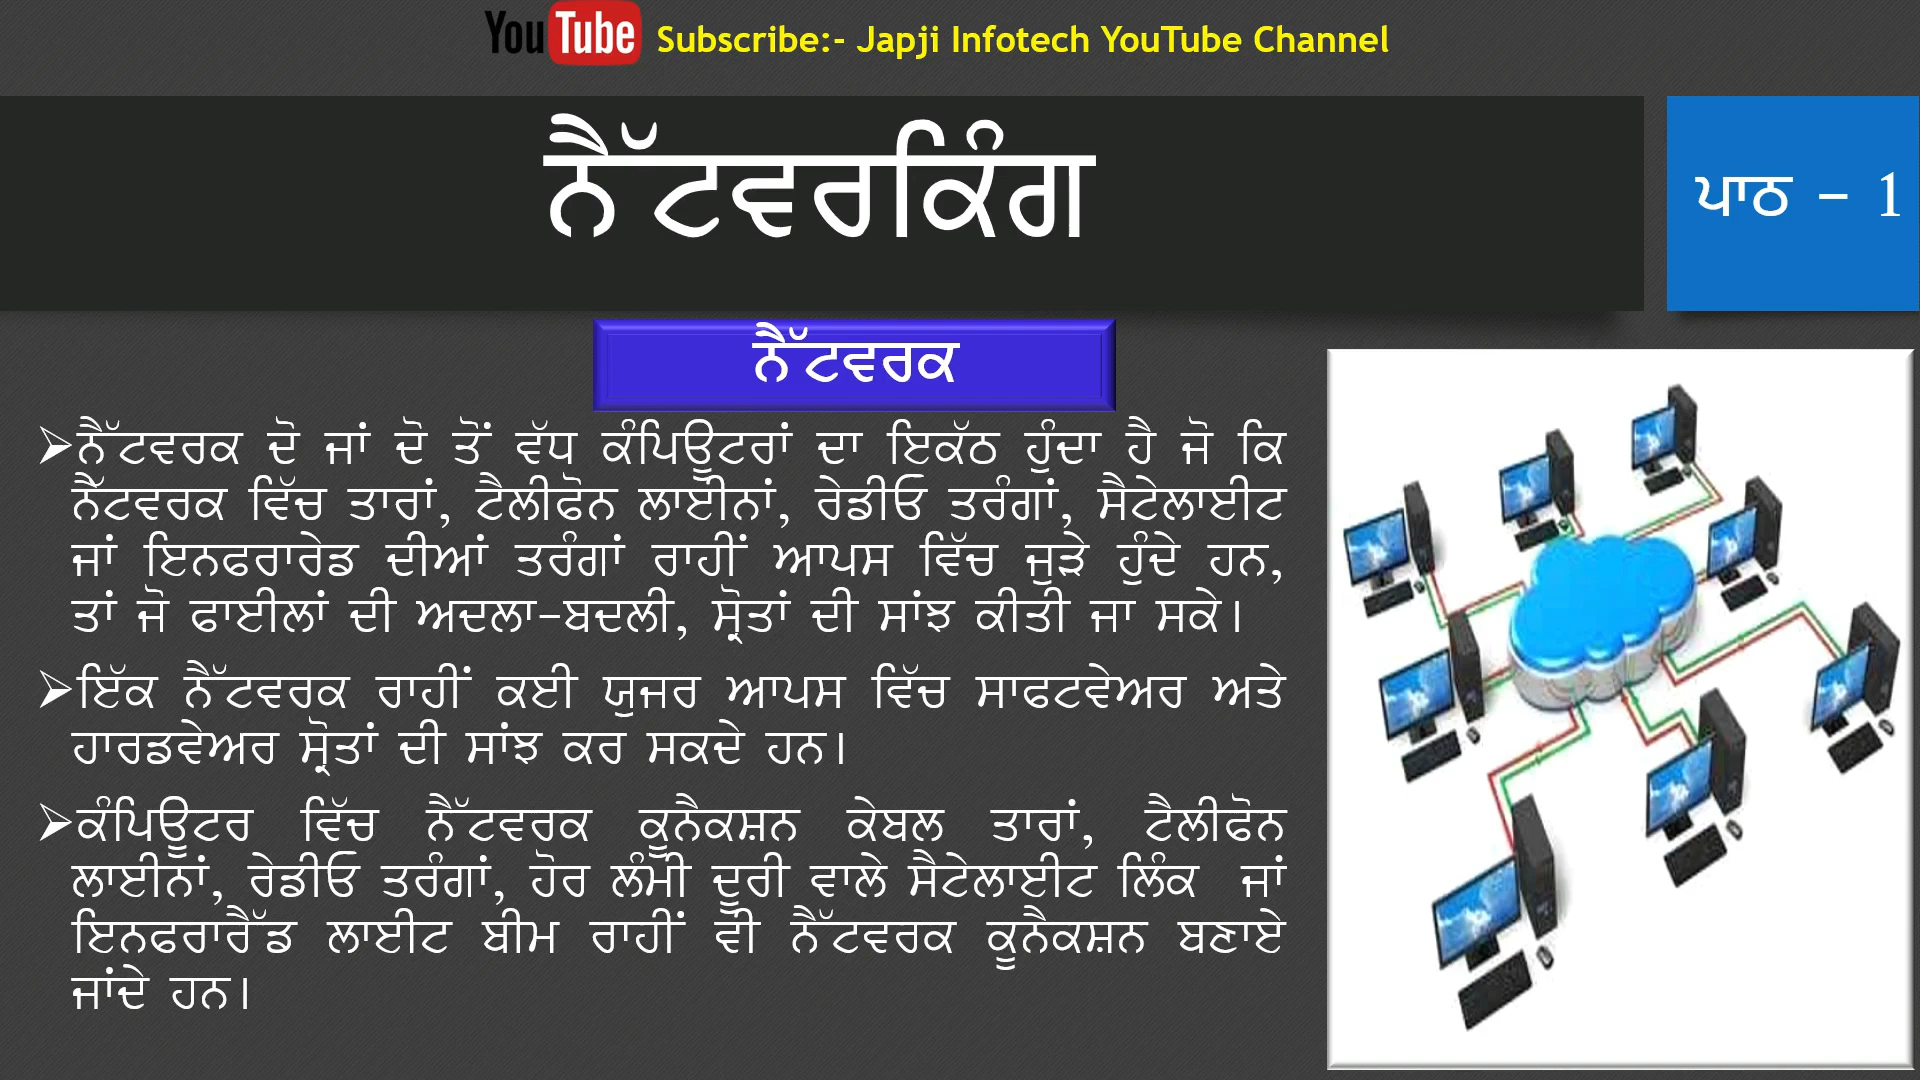 YouTube Subscribe:- Japji Infotech YouTube Channel
ਨੈੱਟਵਰਕਿੰਗ
ਪਾਠ - 1
ਨੈੱਟਵਰਕ
➢ਨੈੱਟਵਰਕ ਦੋ ਜਾਂ ਦੋ ਤੋਂ ਵੱਧ ਕੰਪਿਊਟਰਾਂ ਦਾ ਇਕੱਠ ਹੁੰਦਾ ਹੈ ਜੋ ਕਿ
ਨੈੱਟਵਰਕ ਵਿੱਚ ਤਾਰਾਂ, ਟੈਲੀਫੋਨ ਲਾਈਨਾਂ, ਰੇਡੀਓ ਤਰੰਗਾਂ, ਸੈਟੇਲਾਈਟ
ਜਾਂ ਇਨਫਰਾਰੇਡ ਦੀਆਂ ਤਰੰਗਾਂ ਰਾਹੀਂ ਆਪਸ ਵਿੱਚ ਜੁੜੇ ਹੁੰਦੇ ਹਨ,
ਤਾਂ ਜੋ ਫਾਈਲਾਂ ਦੀ ਅਦਲਾ-ਬਦਲੀ, ਸ੍ਰੋਤਾਂ ਦੀ ਸਾਂਝ ਕੀਤੀ ਜਾ ਸਕੇ।
➢ਇੱਕ ਨੈੱਟਵਰਕ ਰਾਹੀਂ ਕਈ ਯੁਜਰ ਆਪਸ ਵਿੱਚ ਸਾਫਟਵੇਅਰ ਅਤੇ
ਹਾਰਡਵੇਅਰ ਸ੍ਰੋਤਾਂ ਦੀ ਸਾਂਝ ਕਰ ਸਕਦੇ ਹਨ।
➢ਕੰਪਿਊਟਰ ਵਿੱਚ ਨੈੱਟਵਰਕ ਕੂਨੈਕਸ਼ਨ ਕੇਬਲ ਤਾਰਾਂ, ਟੈਲੀਫੋਨ
ਲਾਈਨਾਂ, ਰੇਡੀਓ ਤਰੰਗਾਂ, ਹੋਰ ਲੰਮੀ ਦੂਰੀ ਵਾਲੇ ਸੈਟੇਲਾਈਟ ਲਿੰਕ ਜਾਂ
ਇਨਫਰਾਰੈੱਡ ਲਾਈਟ ਬੀਮ ਰਾਹੀਂ ਵੀ ਨੈੱਟਵਰਕ ਕੂਨੈਕਸ਼ਨ ਬਣਾਏ
ਜਾਂਦੇ ਹਨ।